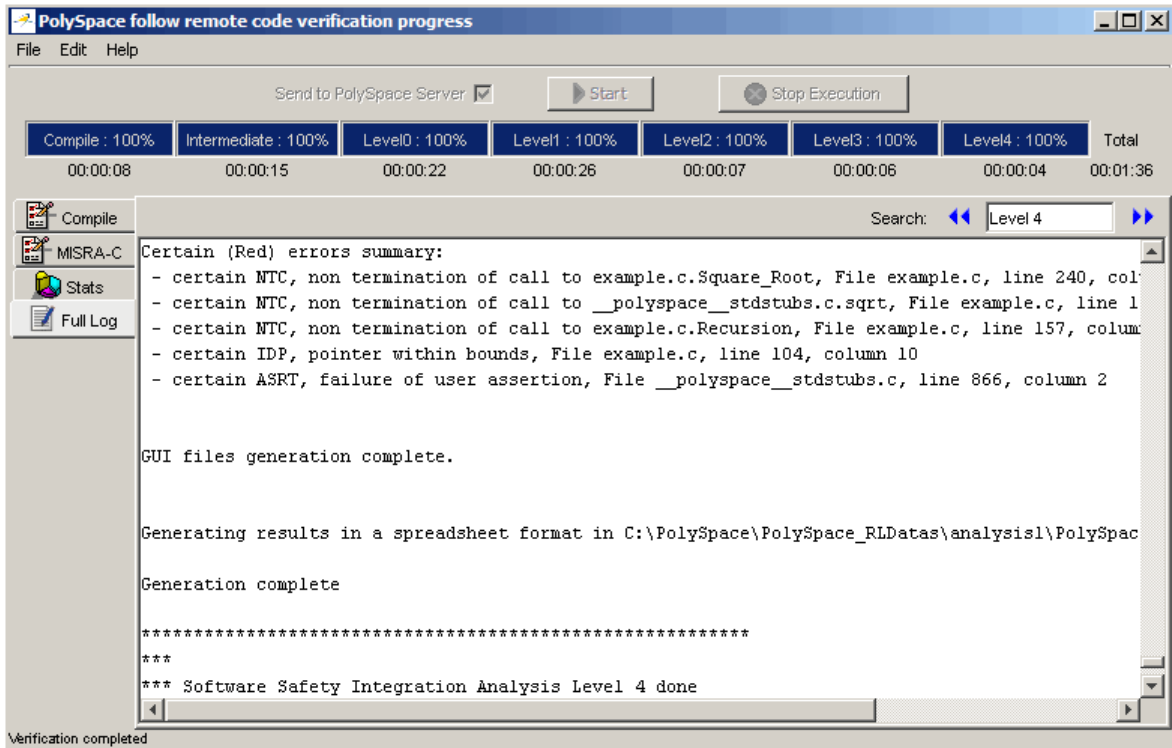 PolySpace follow remote code verification progress
File Edit Help
Send to PolySpace Server Start Stop Execution
Compile : 100% Intermediate : 100% Level0 : 100% Level1 : 100% Level2 : 100% Level3 : 100% Level4 : 100% Total
00:00:08 00:00:15 00:00:22 00:00:26 00:00:07 00:00:06 00:00:04 00:01:36
Compile
MISRA-C
Stats
Full Log
Search: Level 4
Certain (Red) errors summary:
- certain NTC, non termination of call to example.c.Square_Root, File example.c, line 240, col
- certain NTC, non termination of call to __polyspace__stdstubs.c.sqrt, File example.c, line 1
- certain NTC, non termination of call to example.c.Recursion, File example.c, line 157, colum
- certain IDP, pointer within bounds, File example.c, line 104, column 10
- certain ASRT, failure of user assertion, File __polyspace__stdstubs.c, line 866, column 2
GUI files generation complete.
Generating results in a spreadsheet format in C:\PolySpace\PolySpace_RLDatas\analysis1\PolySpac
Generation complete
**********************************************************
***
*** Software Safety Integration Analysis Level 4 done
Verification completed